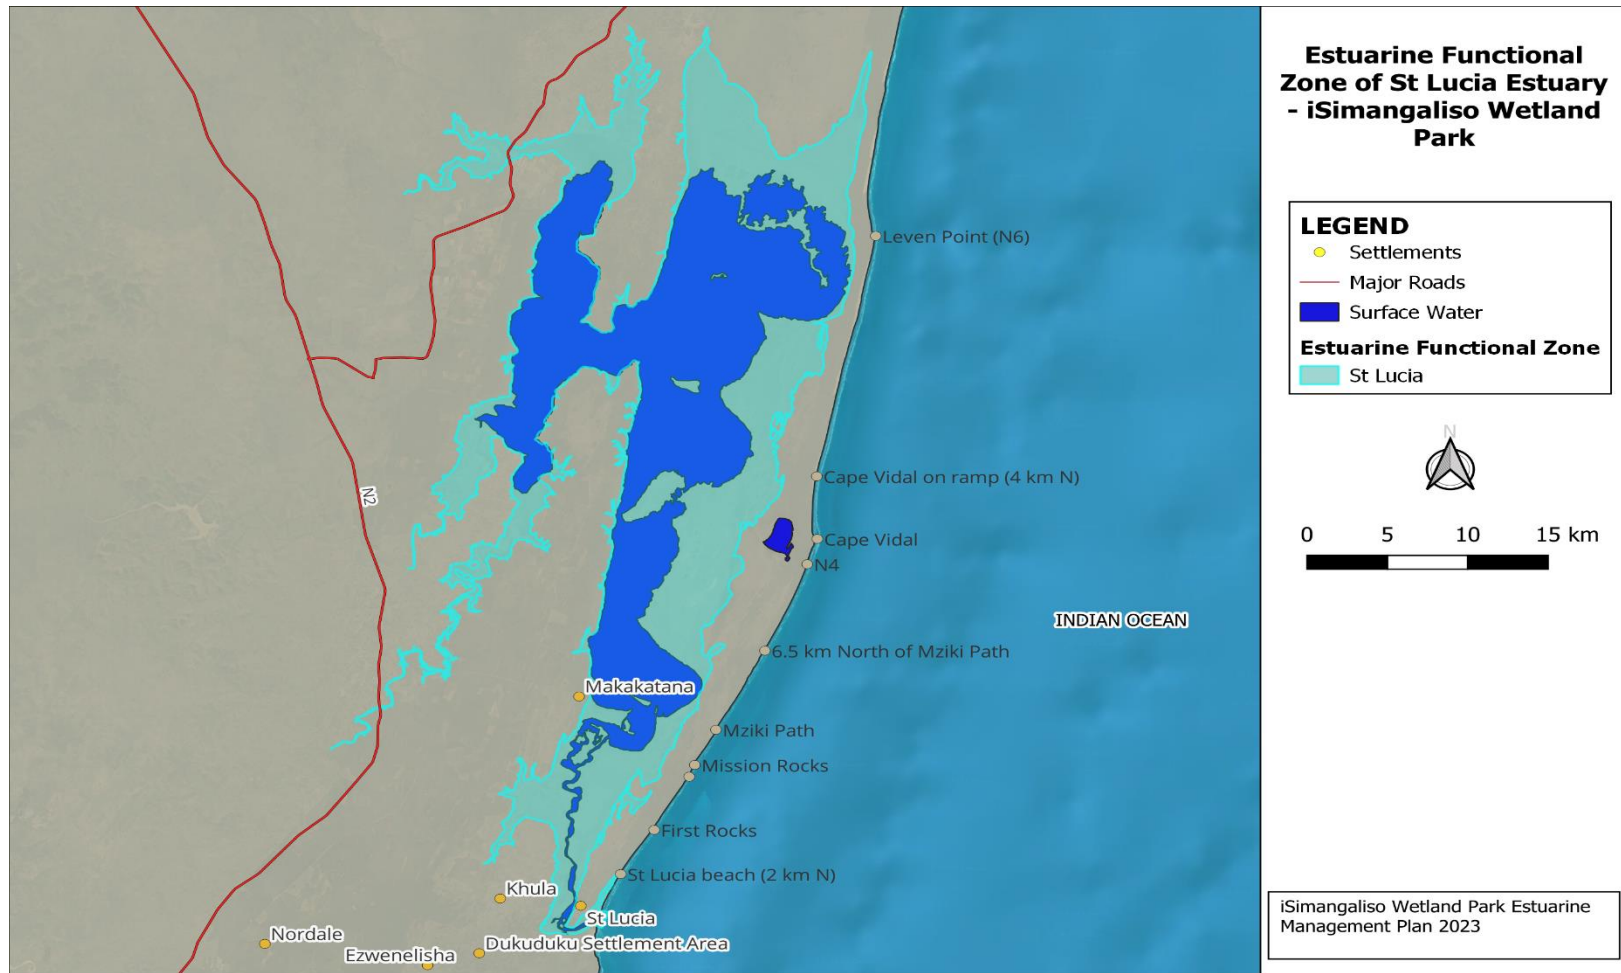 Estuarine Functional
Zone of St Lucia Estuary
- iSimangaliso Wetland
Park
LEGEND
Settlements
Major Roads
Surface Water
Estuarine Functional Zone
St Lucia
N
0 5 10 15 km
iSimangaliso Wetland Park Estuarine
Management Plan 2023
Leven Point (N6)
N2
Cape Vidal on ramp (4 km N)
Cape Vidal
N4
INDIAN OCEAN
6.5 km North of Mziki Path
Makakatana
Mziki Path
Mission Rocks
First Rocks
St Lucia beach (2 km N)
Khula
St Lucia
Nordale
Dukuduku Settlement Area
Ezwenelisha